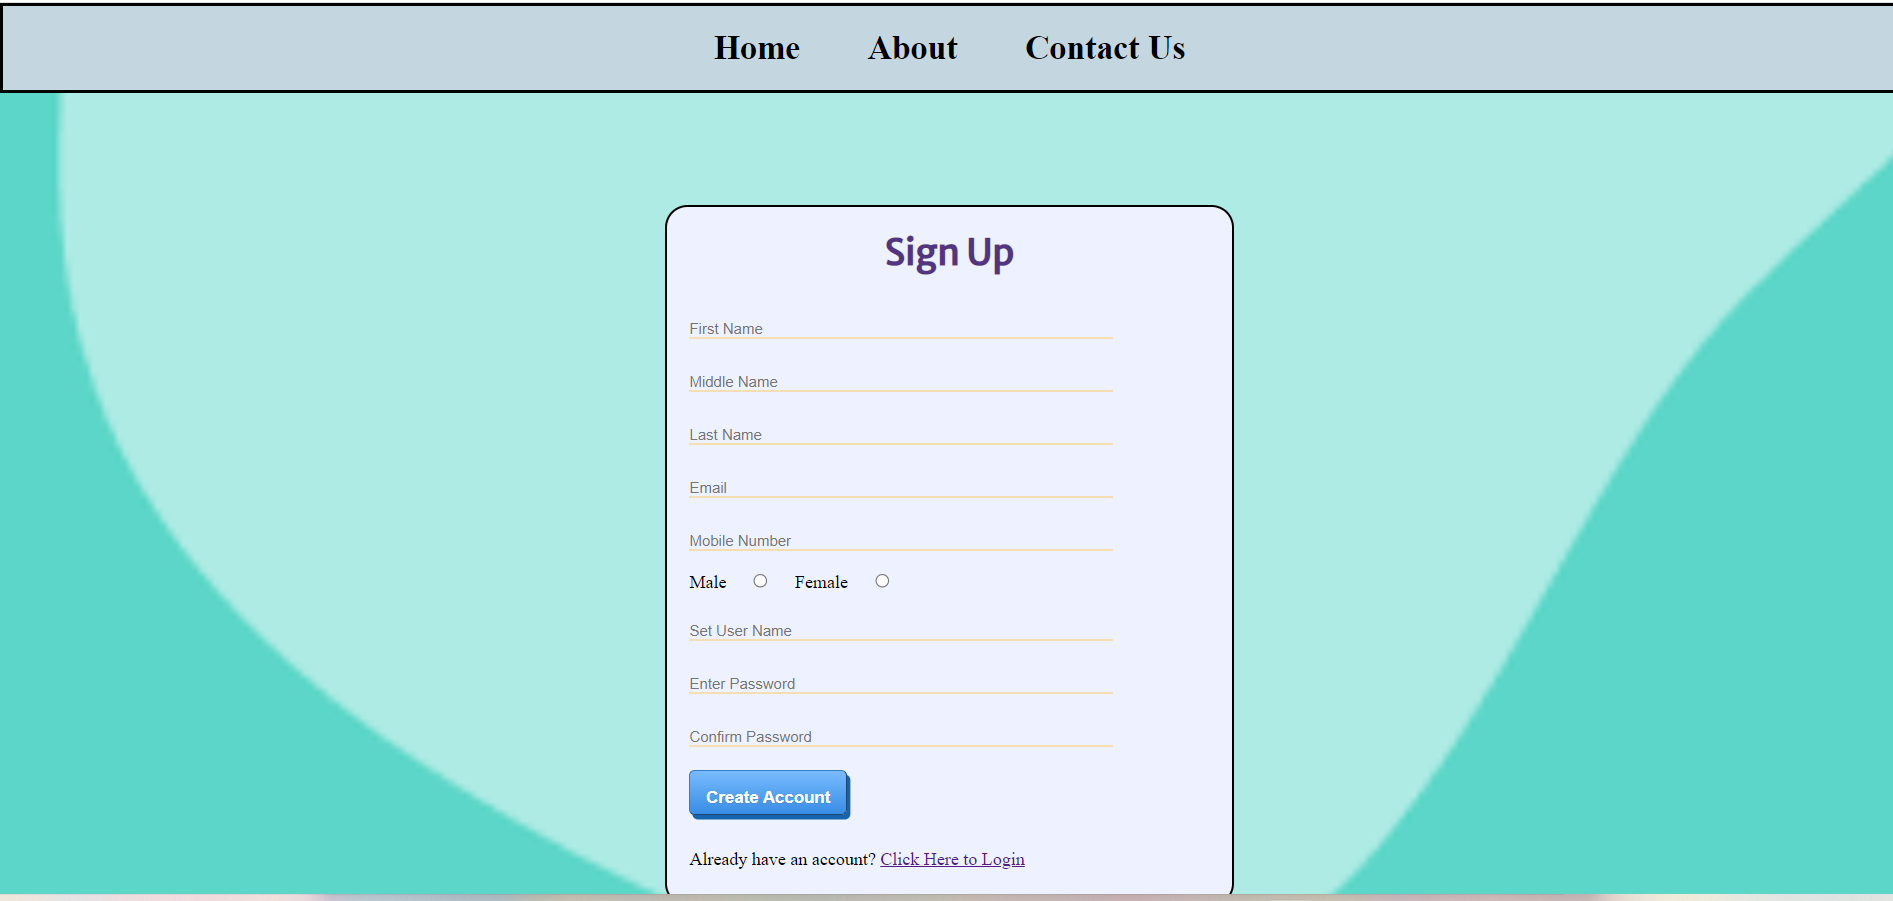 Home About Contact Us
Sign Up
First Name
Middle Name
Last Name
Email
Mobile Number
Male Female
Set User Name
Enter Password
Confirm Password
Create Account
Already have an account? Click Here to Login